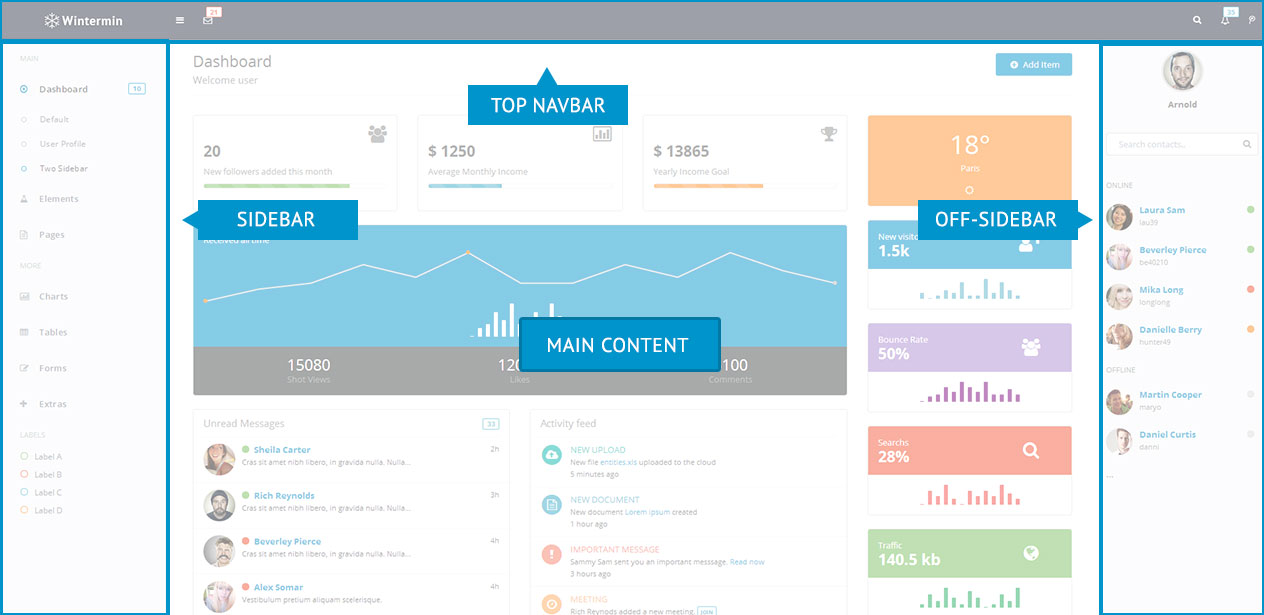 Wintermin
21
35
MAIN
Dashboard 10
Default
User Profile
Two Sidebar
Elements
Pages
MORE
Charts
Tables
Forms
Extras
LABELS
Label A
Label B
Label C
Label D
SIDEBAR
Dashboard
Welcome user
Add Item
TOP NAVBAR
20
New followers added this month
$ 1250
Average Monthly Income
$ 13865
Yearly Income Goal
18°
Paris
Received all time
MAIN CONTENT
15080
Shot Views
Likes
100
Comments
New
1.5k
Bounce Rate
50%
Searchs
28%
Traffic
140.5 kb
Unread Messages 33
Sheila Carter 2h
Cras sit amet nibh libero, in gravida nulla. Nulla...
Rich Reynolds 3h
Cras sit amet nibh libero, in gravida nulla. Nulla...
Beverley Pierce 4h
Cras sit amet nibh libero, in gravida nulla. Nulla...
Alex Somar 4h
Vestibulum pretium aliquam scelerisque.
Activity feed
NEW UPLOAD
New file entities.xls uploaded to the cloud
5 minutes ago
NEW DOCUMENT
New document Lorem ipsum created
1 hour ago
IMPORTANT MESSAGE
Sammy Sam sent you an important messsage. Read now
3 hours ago
MEETING
Rich Reynods added a new meeting. JOIN
OFF-SIDEBAR
Arnold
Search contacts..
ONLINE
Laura Sam
lau39
Beverley Pierce
be40210
Mika Long
longlong
Danielle Berry
hunter49
OFFLINE
Martin Cooper
maryo
Daniel Curtis
danni
...